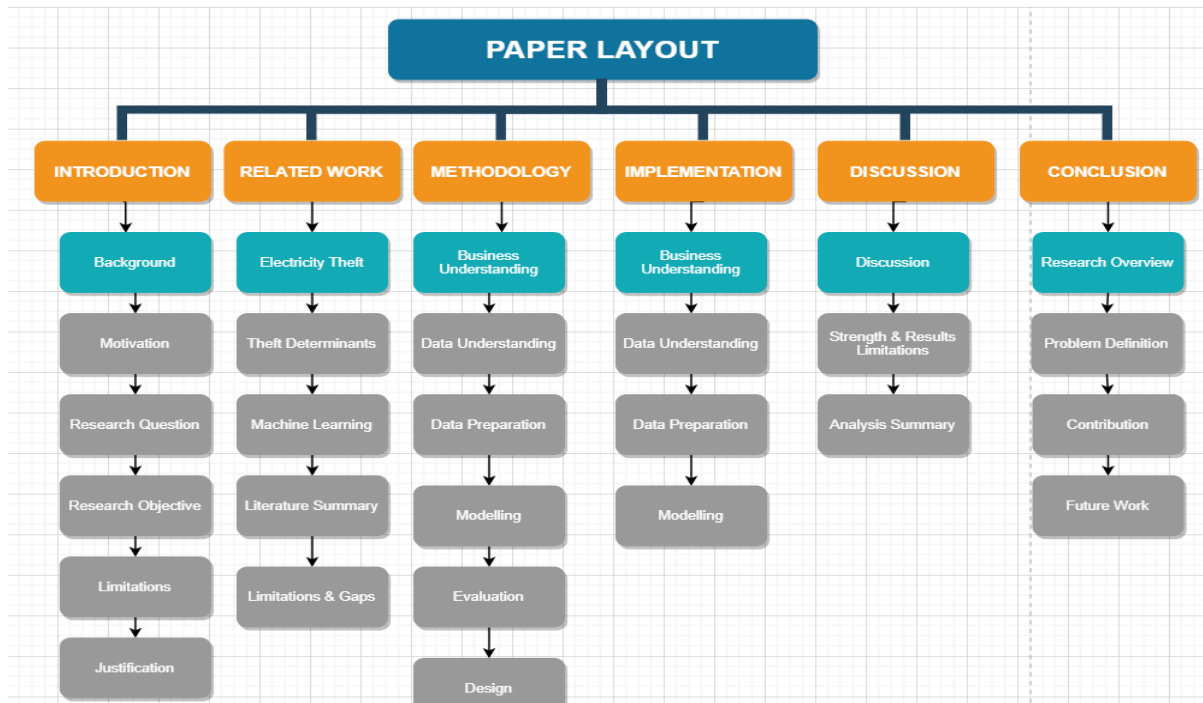 PAPER LAYOUT
INTRODUCTION
Background
Motivation
Research Question
Research Objective
Limitations
Justification
RELATED WORK
Electricity Theft
Theft Determinants
Machine Learning
Literature Summary
Limitations & Gaps
METHODOLOGY
Business
Understanding
Data Understanding
Data Preparation
Modelling
Evaluation
Design
IMPLEMENTATION
Business
Understanding
Data Understanding
Data Preparation
Modelling
DISCUSSION
Discussion
Strength & Results
Limitations
Analysis Summary
CONCLUSION
Research Overview
Problem Definition
Contribution
Future Work